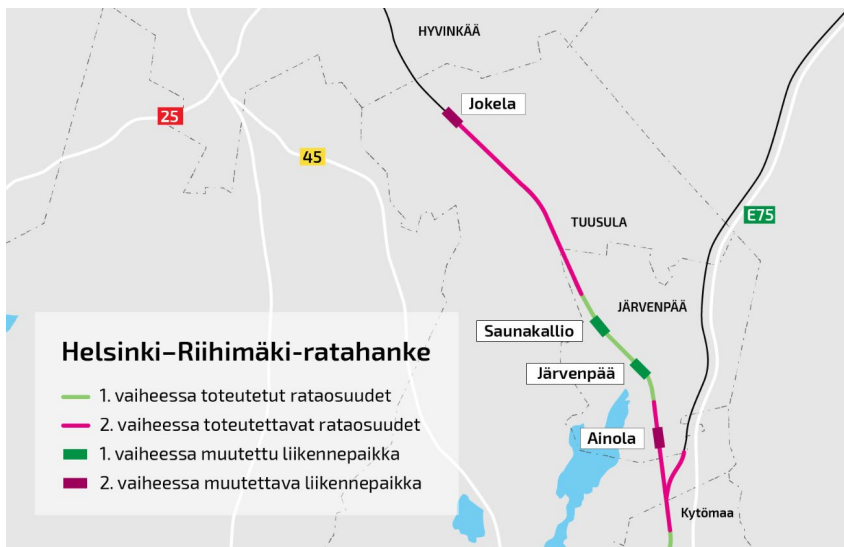 HYVINKÄÄ
Jokela
25
45
TUUSULA
E75
JÄRVENPÄÄ
Saunakallio
Järvenpää
Ainola
Kytömaa
Helsinki–Riihimäki-ratahanke
1. vaiheessa toteutetut rataosuudet
2. vaiheessa toteutettavat rataosuudet
1. vaiheessa muutettu liikennepaikka
2. vaiheessa muutettava liikennepaikka